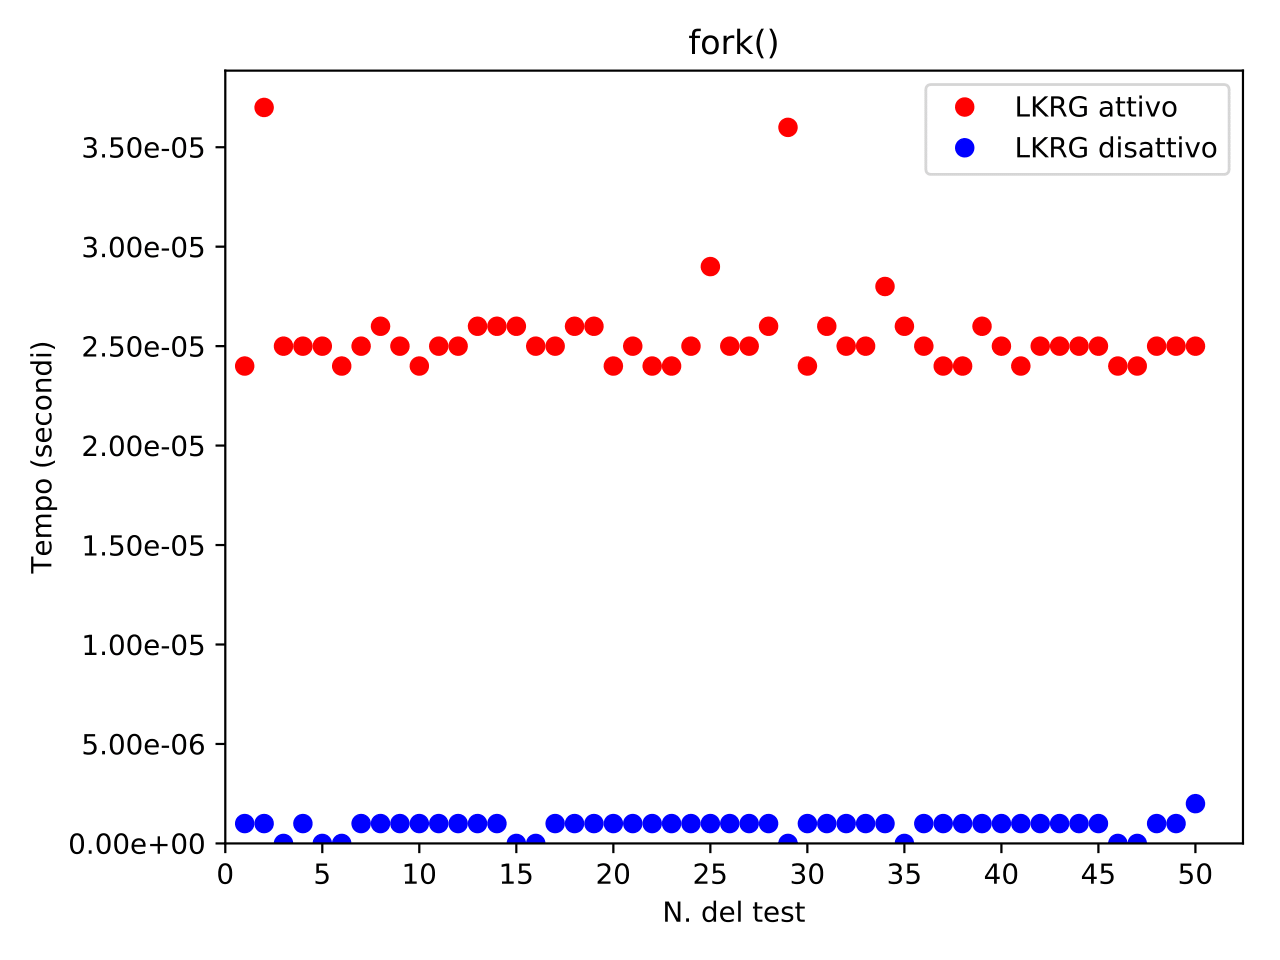 fork()
LKRG attivo
LKRG disattivo
3.50e-05
3.00e-05
2.50e-05
2.00e-05
1.50e-05
1.00e-05
5.00e-06
0.00e+00
Tempo (secondi)
0 5 10 15 20 25 30 35 40 45 50
N. del test